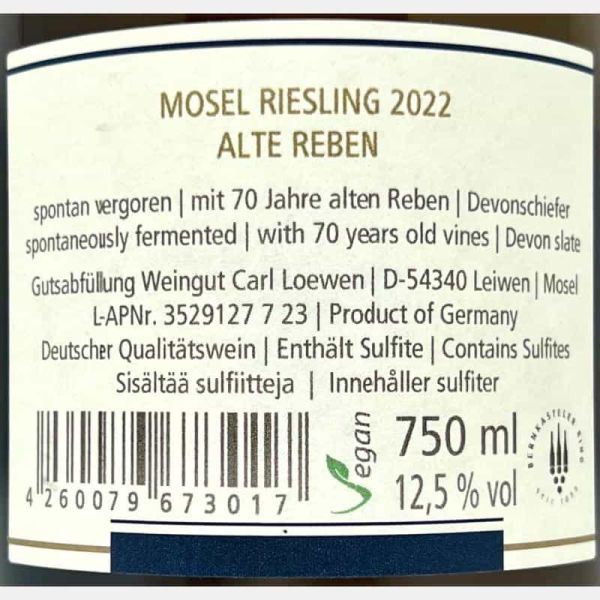 MOSEL RIESLING 2022
ALTE REBEN
spontan vergoren | mit 70 Jahre alten Reben | Devonschiefer
spontaneously fermented | with 70 years old vines | Devon slate
Gutsabfüllung Weingut Carl Loewen | D-54340 Leiwen | Mosel
L-APNr. 3529127 7 23 | Product of Germany
Deutscher Qualitätswein | Enthält Sulfite | Contains Sulfites
Sisältää sulfiitteja | Innehåller sulfiter
Vegan
750 ml
12,5 % vol
BERNKASTELER RING
4 260079 673017